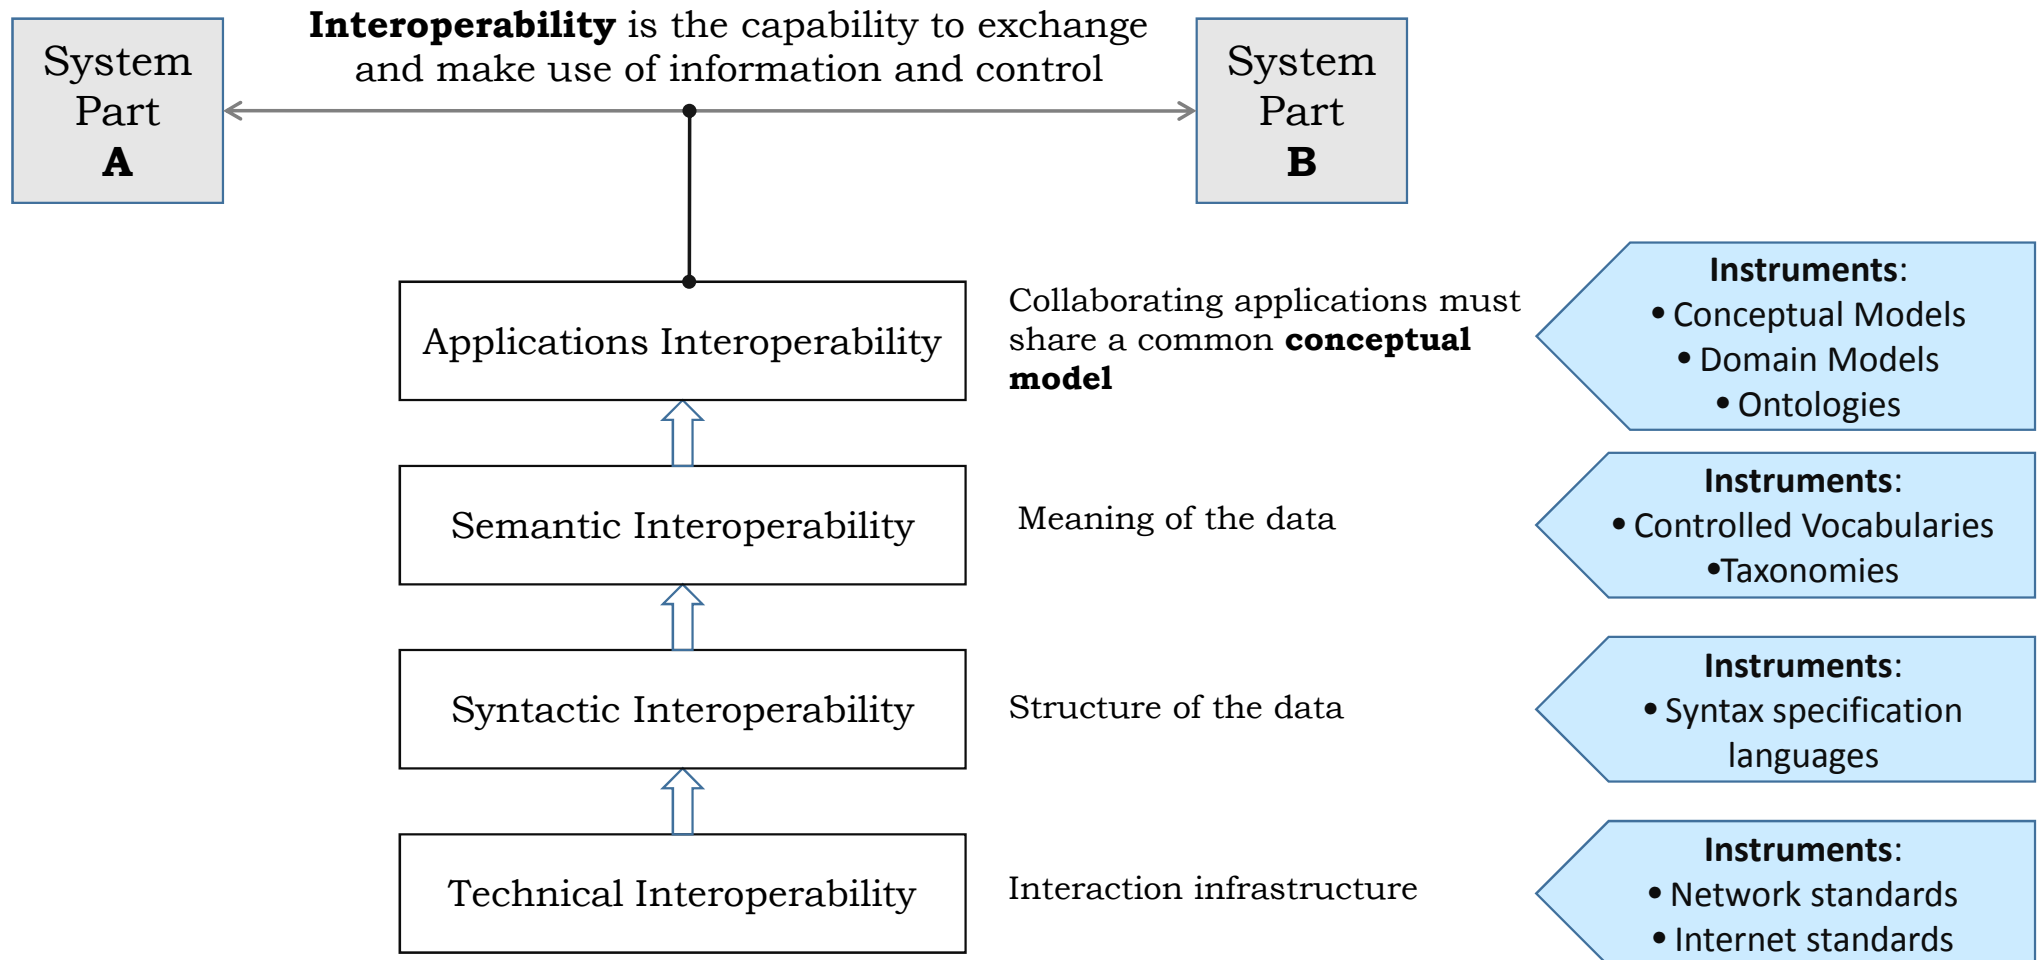 System
Part
A
Interoperability is the capability to exchange
and make use of information and control
System
Part
B
Applications Interoperability
Collaborating applications must
share a common conceptual
model
Instruments:
• Conceptual Models
• Domain Models
• Ontologies
Semantic Interoperability
Meaning of the data
Instruments:
• Controlled Vocabularies
•Taxonomies
Syntactic Interoperability
Structure of the data
Instruments:
• Syntax specification
languages
Technical Interoperability
Interaction infrastructure
Instruments:
• Network standards
• Internet standards